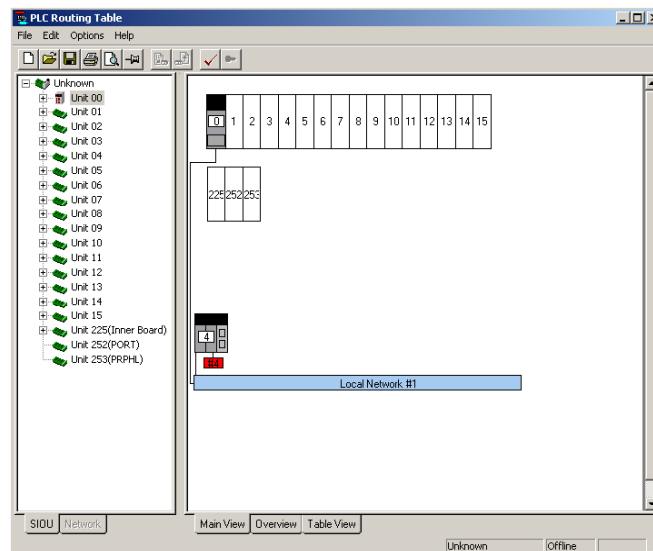 PLC Routing Table
File Edit Options Help
Unknown
Unit 00
Unit 01
Unit 02
Unit 03
Unit 04
Unit 05
Unit 06
Unit 07
Unit 08
Unit 09
Unit 10
Unit 11
Unit 12
Unit 13
Unit 14
Unit 15
Unit 225(Inner Board)
Unit 252(PORT)
Unit 253(PRPHL)
0 1 2 3 4 5 6 7 8 9 10 11 12 13 14 15
225 252 253
4
Local Network #1
SIOU Network
Main View Overview Table View
Unknown Offline